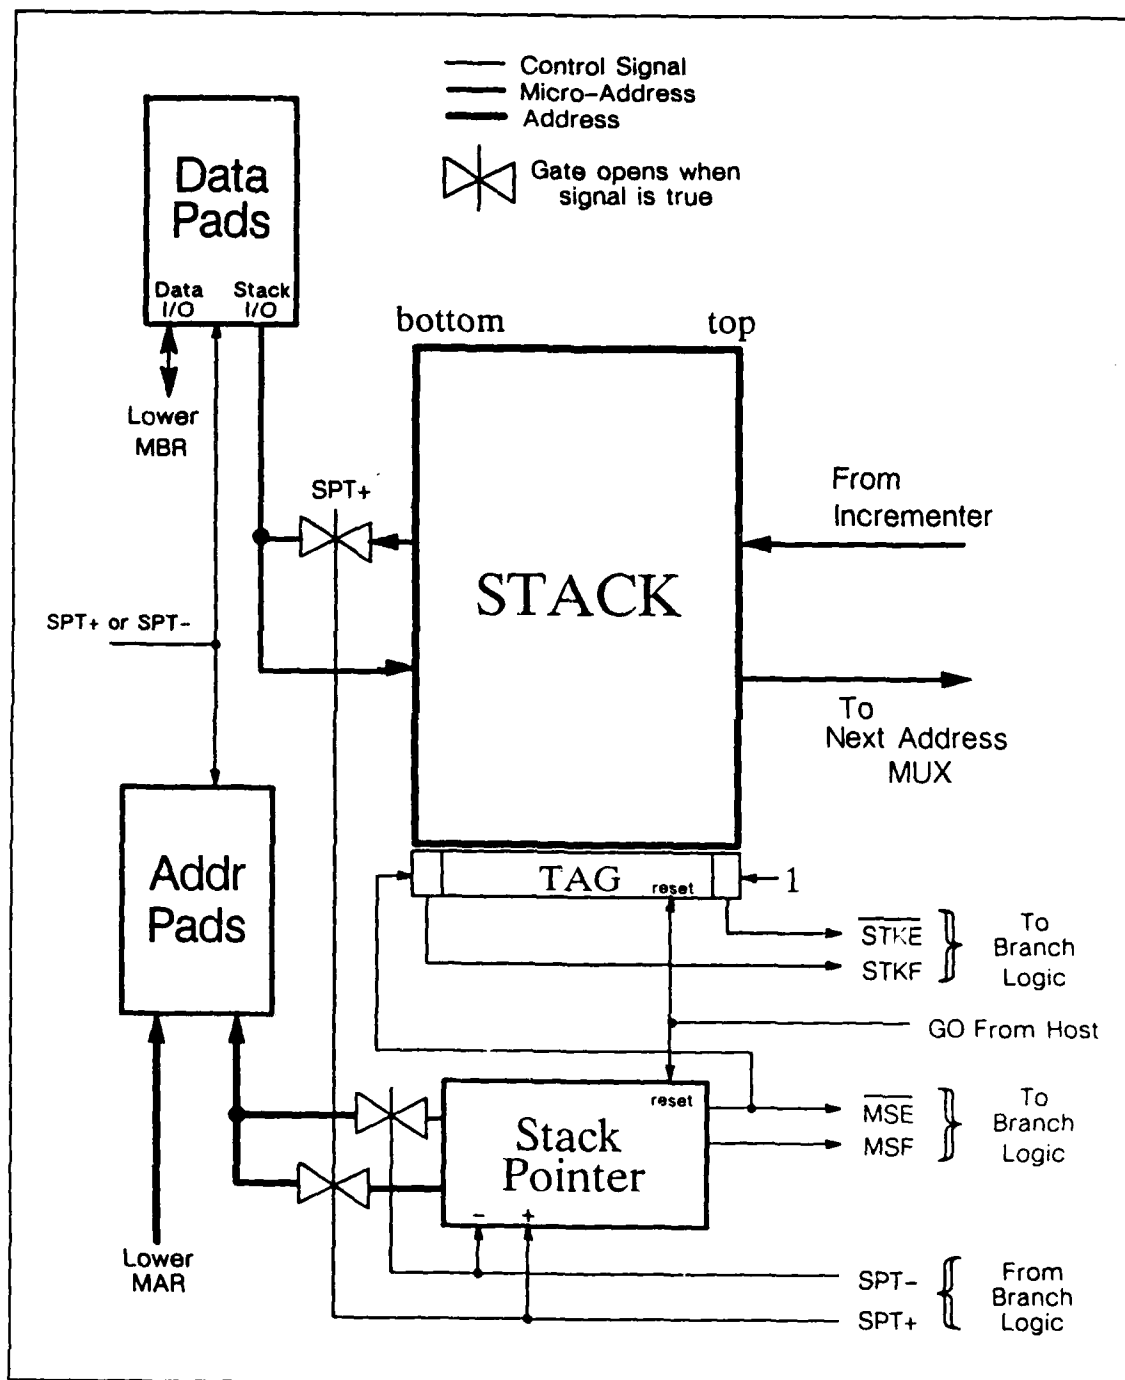 Control Signal
Micro-Address
Address
Gate opens when
signal is true
Data
Pads
Data
I/O
Stack
I/O
Lower
MBR
bottom
top
SPT+
From
Incrementer
STACK
SPT+ or SPT-
To
Next Address
MUX
Addr
Pads
TAG
reset
1
STKE
STKF
To
Branch
Logic
GO From Host
reset
Stack
Pointer
- +
MSE
MSF
To
Branch
Logic
Lower
MAR
SPT-
SPT+
From
Branch
Logic